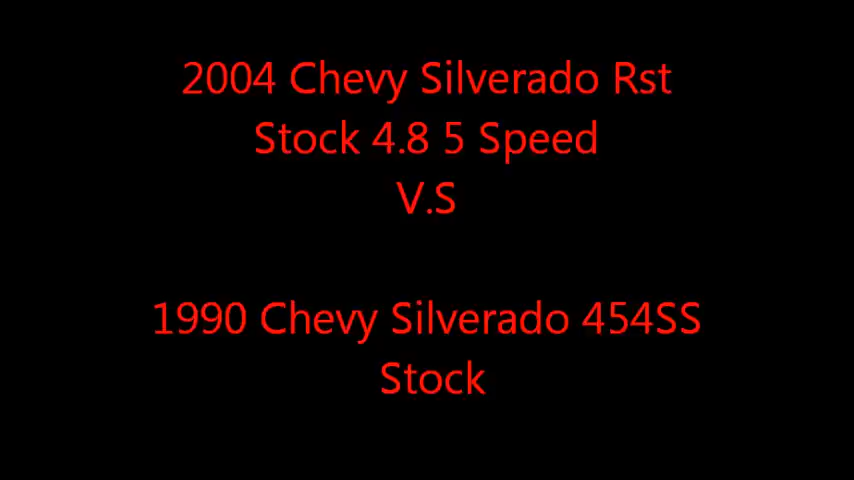 2004 Chevy Silverado Rst
Stock 4.8 5 Speed
V.S
1990 Chevy Silverado 454SS
Stock